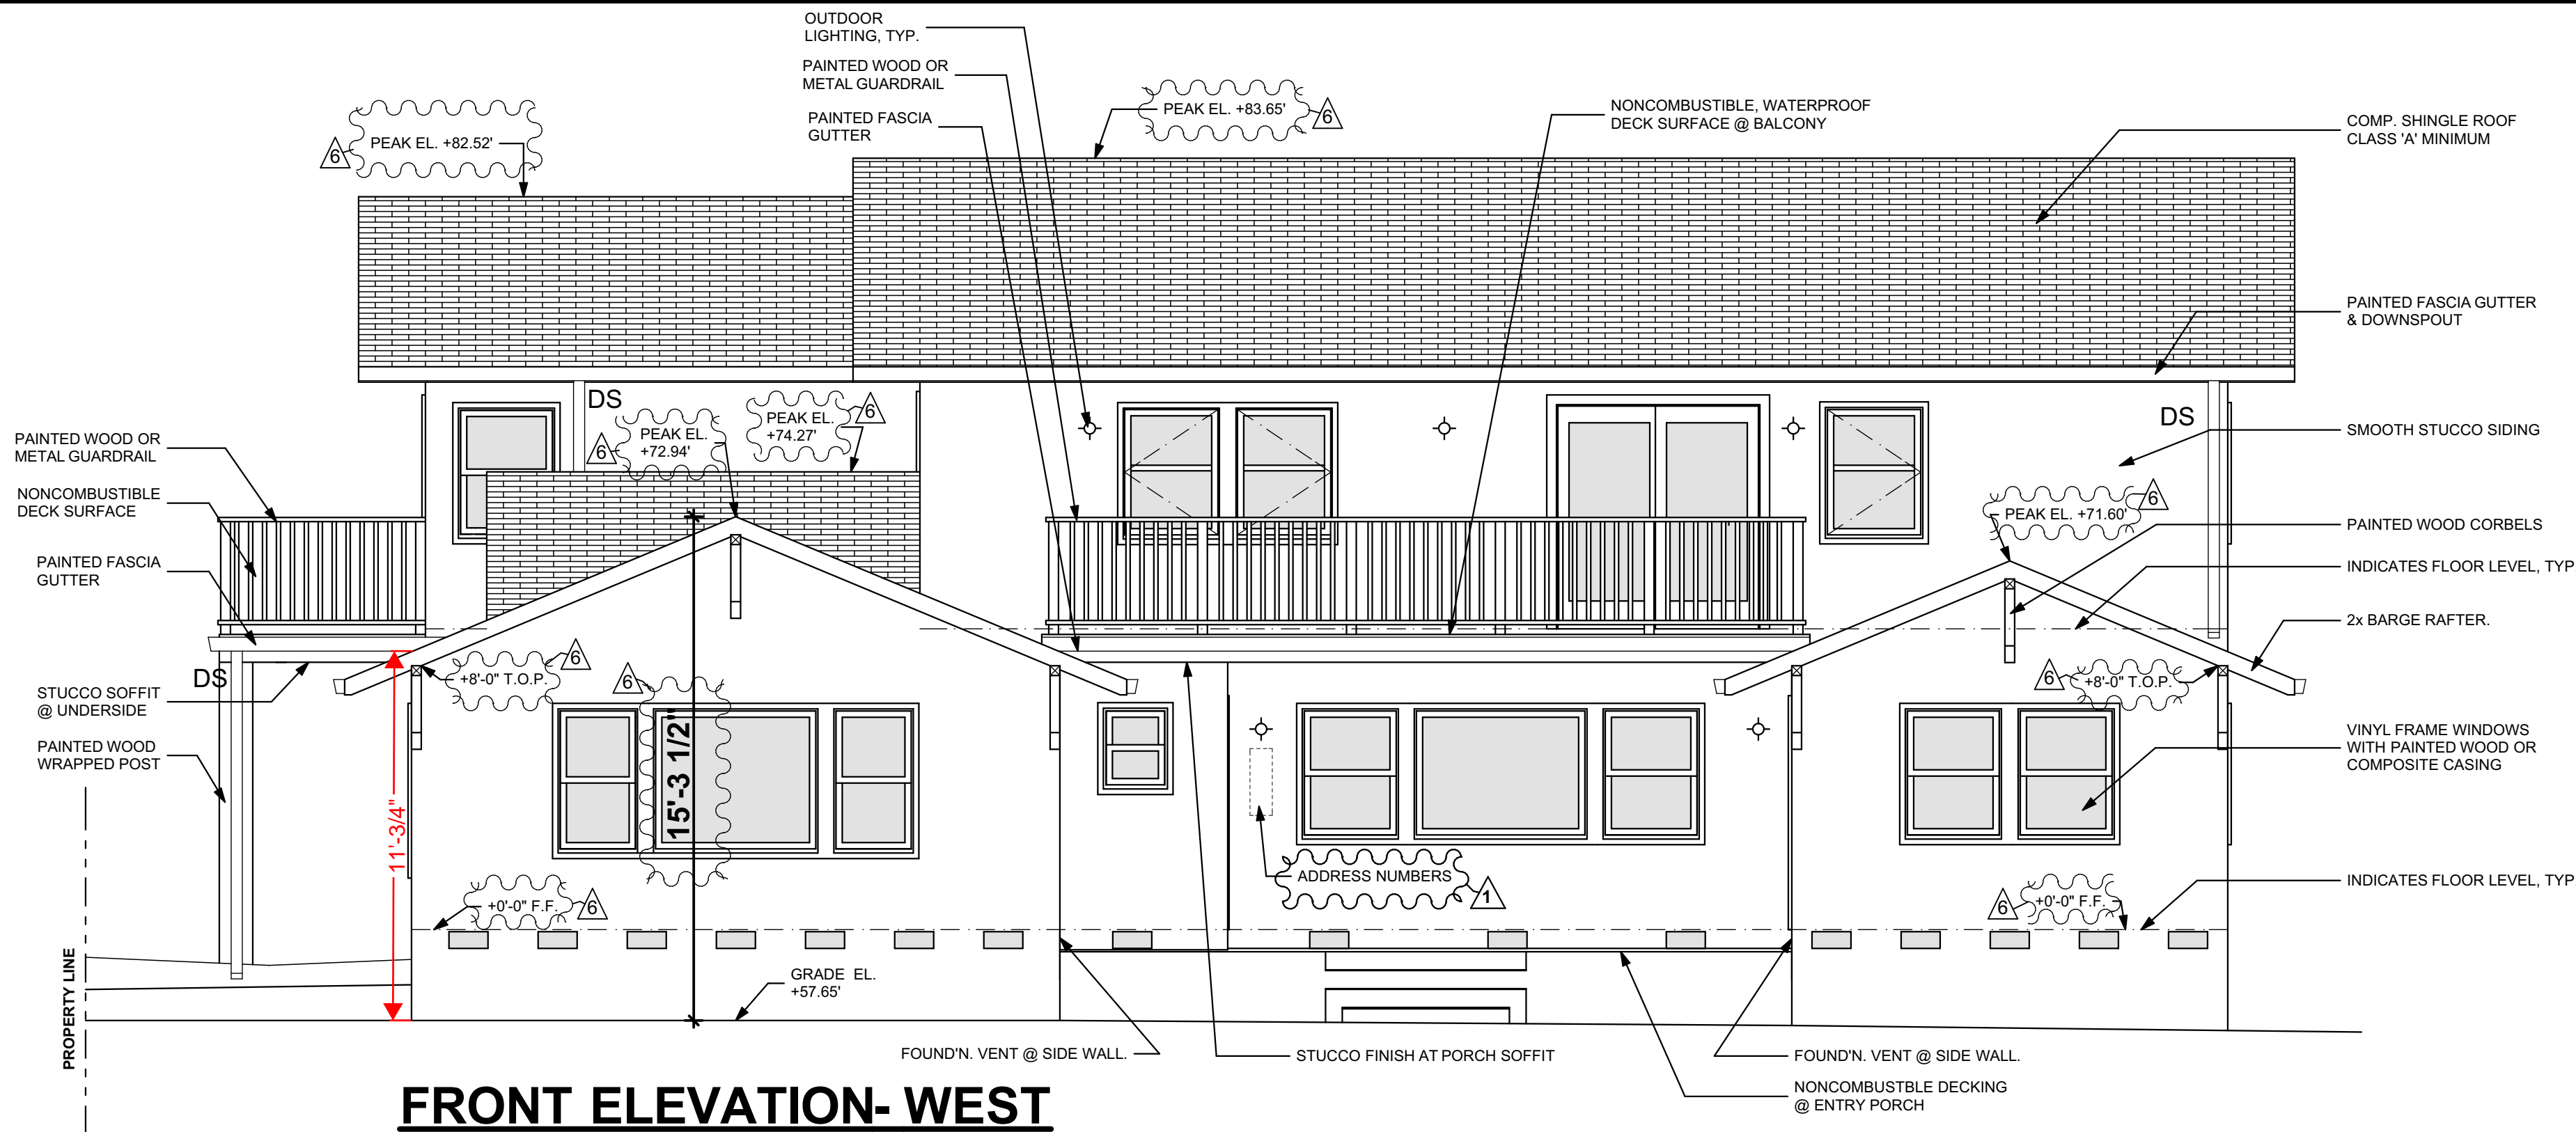 OUTDOOR
LIGHTING, TYP.
PAINTED WOOD OR
METAL GUARDRAIL
PAINTED FASCIA
GUTTER
PEAK EL. +82.52'
6
PEAK EL. +83.65'
6
NONCOMBUSTIBLE, WATERPROOF
DECK SURFACE @ BALCONY
COMP. SHINGLE ROOF
CLASS 'A' MINIMUM
PAINTED FASCIA GUTTER
& DOWNSPOUT
DS
PEAK EL.
+72.94'
6
PEAK EL.
+74.27'
6
DS
SMOOTH STUCCO SIDING
PAINTED WOOD OR
METAL GUARDRAIL
NONCOMBUSTIBLE
DECK SURFACE
PAINTED FASCIA
GUTTER
PEAK EL. +71.60'
6
PAINTED WOOD CORBELS
INDICATES FLOOR LEVEL, TYP
2x BARGE RAFTER.
DS
STUCCO SOFFIT
@ UNDERSIDE
PAINTED WOOD
WRAPPED POST
+8'-0" T.O.P.
6
6
15'-3 1/2"
11'-3/4"
6
+8'-0" T.O.P.
VINYL FRAME WINDOWS
WITH PAINTED WOOD OR
COMPOSITE CASING
ADDRESS NUMBERS
1
+0'-0" F.F.
6
6
+0'-0" F.F.
INDICATES FLOOR LEVEL, TYP
PROPERTY LINE
GRADE EL.
+57.65'
FOUND'N. VENT @ SIDE WALL.
STUCCO FINISH AT PORCH SOFFIT
FOUND'N. VENT @ SIDE WALL.
NONCOMBUSTBLE DECKING
@ ENTRY PORCH
FRONT ELEVATION- WEST